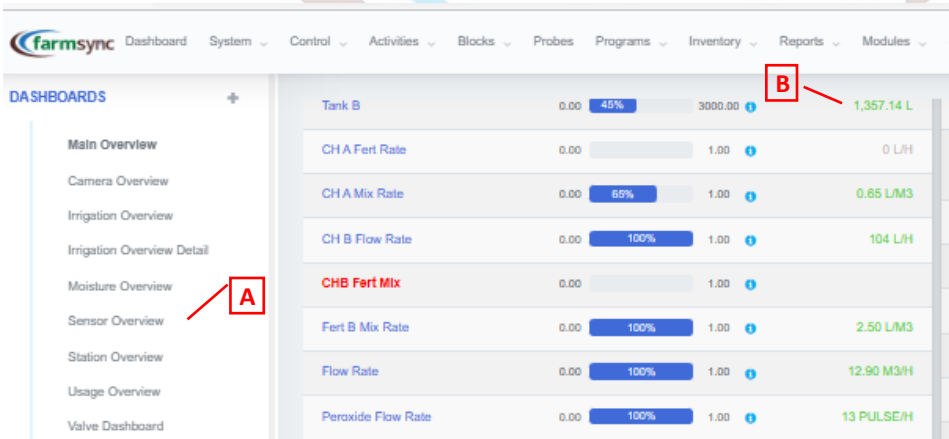 farmsync Dashboard System Control Activities Blocks Probes Programs Inventory Reports Modules
DASHBOARDS +
Main Overview
Camera Overview
Irrigation Overview
Irrigation Overview Detail
Moisture Overview
Sensor Overview
Station Overview
Usage Overview
Valve Dashboard
A
B
Tank B 0.00 45% 3000.00 1,357.14 L
CH A Fert Rate 0.00 1.00 0 L/H
CH A Mix Rate 0.00 65% 1.00 0.65 L/M3
CH B Flow Rate 0.00 100% 1.00 104 L/H
CHB Fert Mix 0.00 1.00
Fert B Mix Rate 0.00 100% 1.00 2.50 L/M3
Flow Rate 0.00 100% 1.00 12.90 M3/H
Peroxide Flow Rate 0.00 100% 1.00 13 PULSE/H